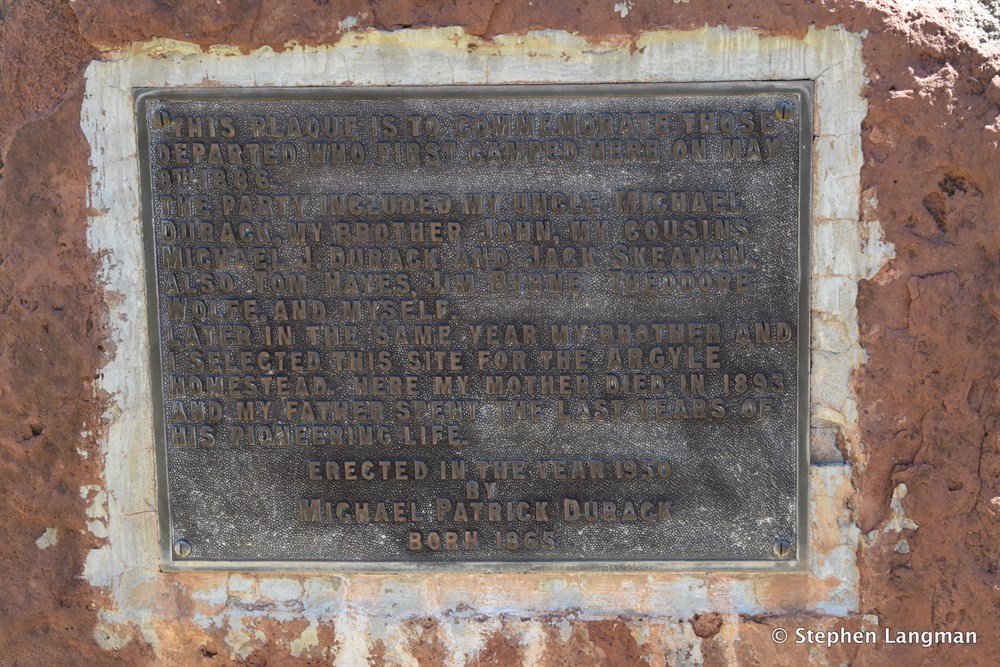 THIS PLAQUE IS TO COMMEMORATE THOSE
DEPARTED WHO FIRST CAMPED HERE ON MAY
8TH 1886.
THE PARTY INCLUDED MY UNCLE MICHAEL
DURACK, MY BROTHER JOHN, MY COUSINS
MICHAEL J DURACK AND JACK SKEAHAN;
ALSO TOM HAYES, JIM BYRNE, THEODORE
WOLFE, AND MYSELF.
LATER IN THE SAME YEAR MY BROTHER AND
I SELECTED THIS SITE FOR THE ARGYLE
HOMESTEAD. HERE MY MOTHER DIED IN 1893
AND MY FATHER SPENT THE LAST YEARS OF
HIS PIONEERING LIFE.
ERECTED IN THE YEAR 1950
BY
MICHAEL PATRICK DURACK
BORN 1865
© Stephen Langman